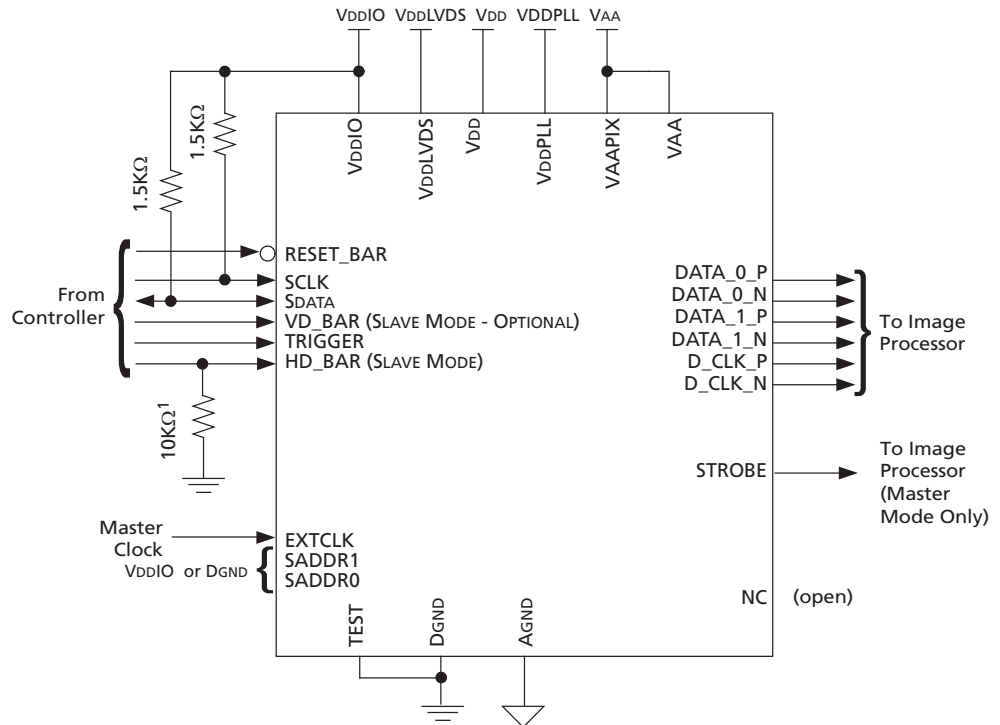 VDDIO VDDLVDS VDD VDDPLL VAA
1.5KΩ
1.5KΩ
VDDIO
VDDLVDS
VDD
VDDPLL
VAAPIX
VAA
From
Controller
RESET_BAR
SCLK
SDATA
VD_BAR (SLAVE MODE - OPTIONAL)
TRIGGER
HD_BAR (SLAVE MODE)
10KΩ1
DATA_0_P
DATA_0_N
DATA_1_P
DATA_1_N
D_CLK_P
D_CLK_N
To Image
Processor
STROBE
To Image
Processor
(Master
Mode Only)
Master
Clock
VDDIO or DGND
EXTCLK
SADDR1
SADDR0
NC (open)
TEST
DGND
AGND